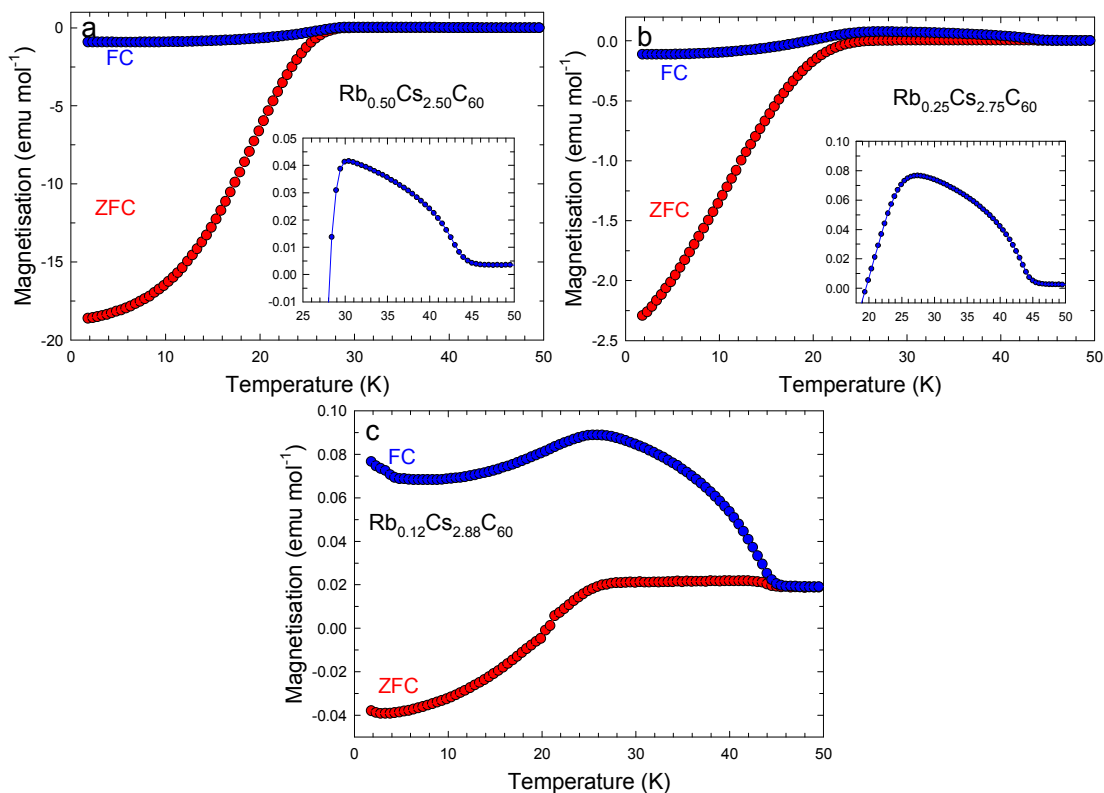 a
FC
Rb0.50Cs2.50C60
ZFC
Magnetisation (emu mol-1)
0
-5
-10
-15
-20
0.05
0.04
0.03
0.02
0.01
0.00
-0.01
25 30 35 40 45 50
0 10 20 30 40 50
Temperature (K)
b
FC
Rb0.25Cs2.75C60
ZFC
Magnetisation (emu mol-1)
0.0
-0.5
-1.0
-1.5
-2.0
-2.5
0.10
0.08
0.06
0.04
0.02
0.00
20 25 30 35 40 45 50
0 10 20 30 40 50
Temperature (K)
c
FC
Rb0.12Cs2.88C60
ZFC
Magnetisation (emu mol-1)
0.10
0.08
0.06
0.04
0.02
0.00
-0.02
-0.04
0 10 20 30 40 50
Temperature (K)